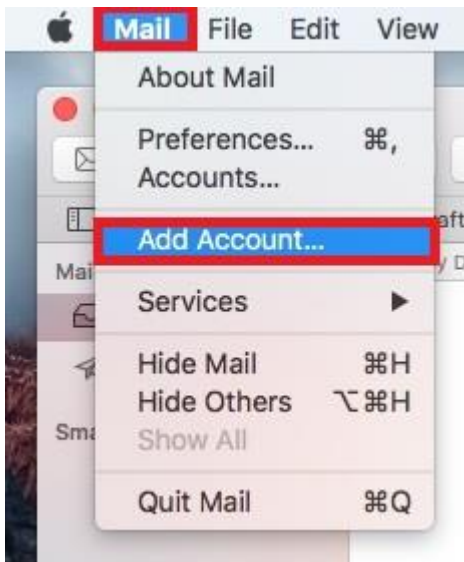 Mail File Edit View
About Mail
Preferences... ⌘,
Accounts...
Add Account...
Services ▶
Hide Mail ⌘H
Hide Others ⌥⌘H
Show All
Quit Mail ⌘Q